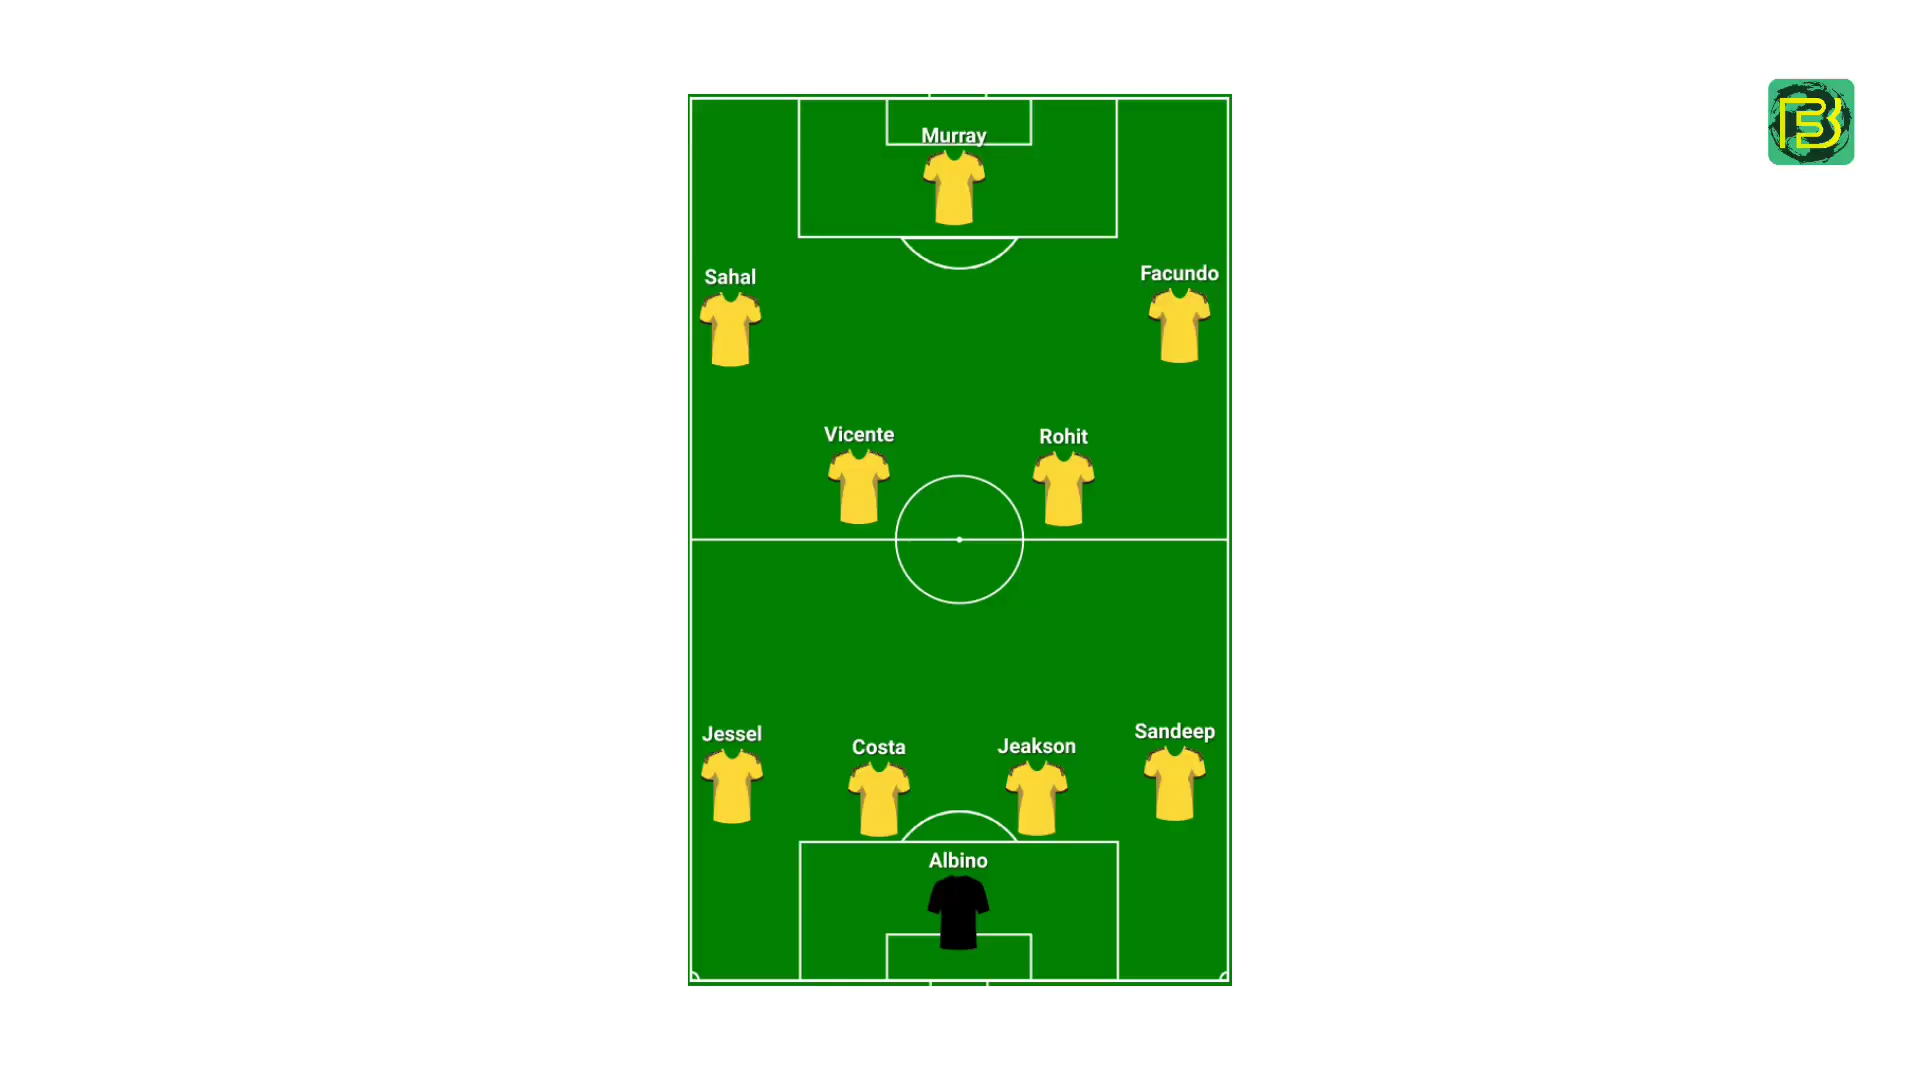 Murray
Sahal
Facundo
Vicente
Rohit
Jessel
Costa
Jeakson
Sandeep
Albino